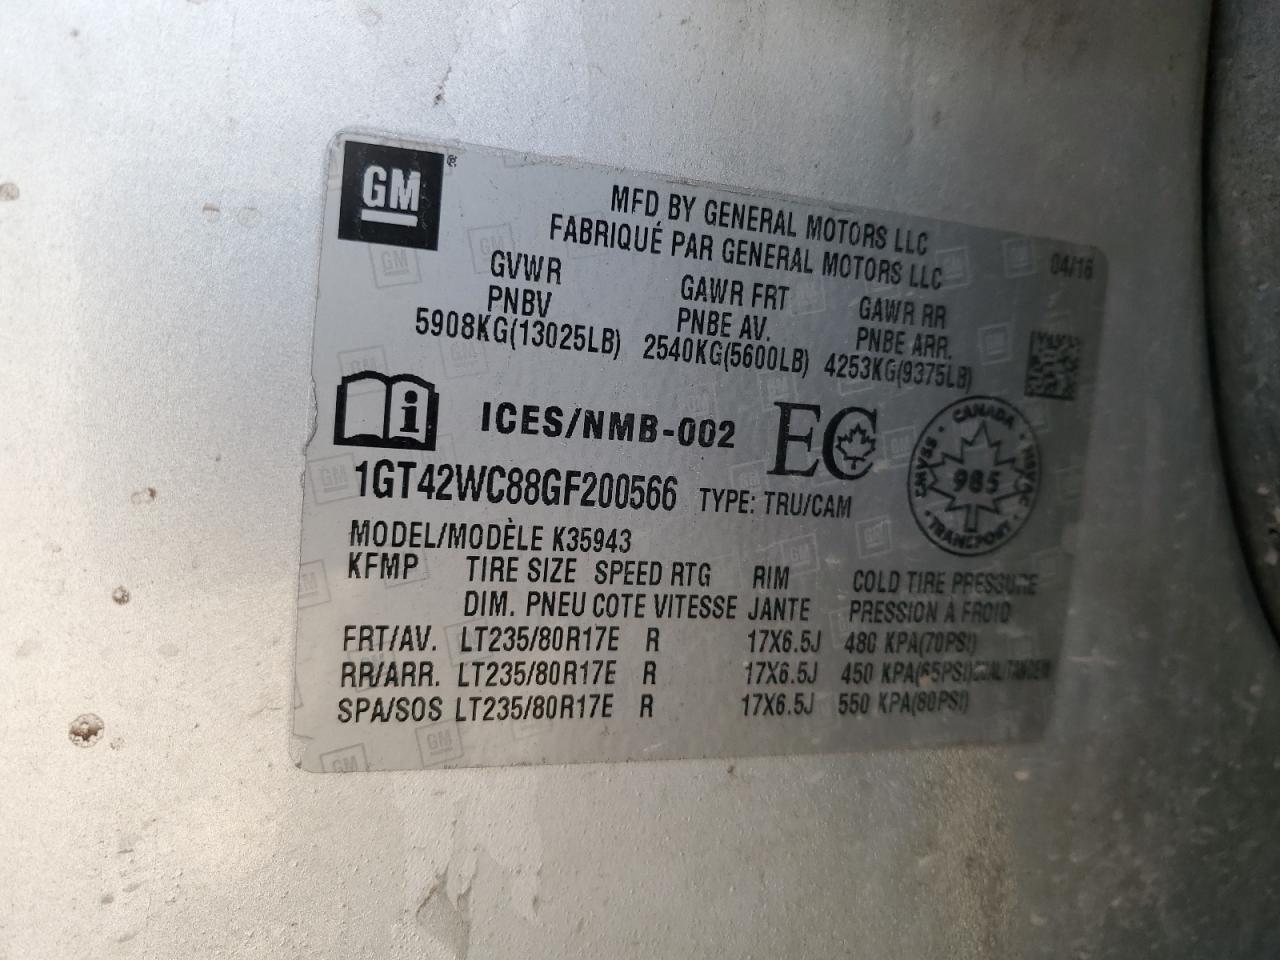 GM ®
MFD BY GENERAL MOTORS LLC
FABRIQUÉ PAR GENERAL MOTORS LLC
04/16
GVWR GAWR FRT GAWR RR
PNBV PNBE AV. PNBE ARR.
5908KG(13025LB) 2540KG(5600LB) 4253KG(9375LB)
ICES/NMB-002 EC
CANADA
985
TRANSPORT
1GT42WC88GF200566 TYPE: TRU/CAM
MODEL/MODÈLE K35943
KFMP TIRE SIZE SPEED RTG RIM COLD TIRE PRESSURE
DIM. PNEU COTE VITESSE JANTE PRESSION À FROID
FRT/AV. LT235/80R17E R 17X6.5J 480 KPA(70PSI)
RR/ARR. LT235/80R17E R 17X6.5J 450 KPA(65PSI)
SPA/SOS LT235/80R17E R 17X6.5J 550 KPA(80PSI)